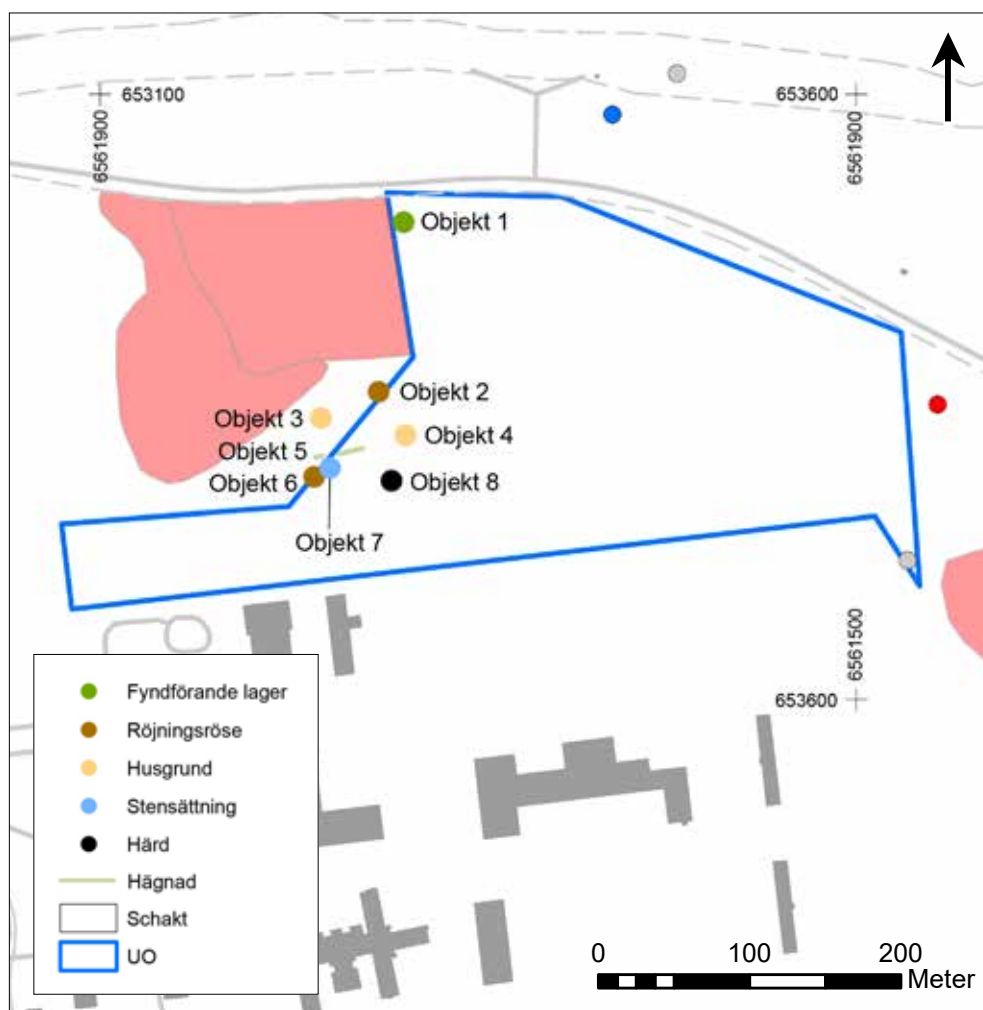 653100
6561900
653600
6561900
Objekt 1
Objekt 2
Objekt 3
Objekt 4
Objekt 5
Objekt 6
Objekt 8
Objekt 7
6561500
653600
Fyndförande lager
Röjningsröse
Husgrund
Stensättning
Härd
Hägnad
Schakt
UO
0 100 200
Meter